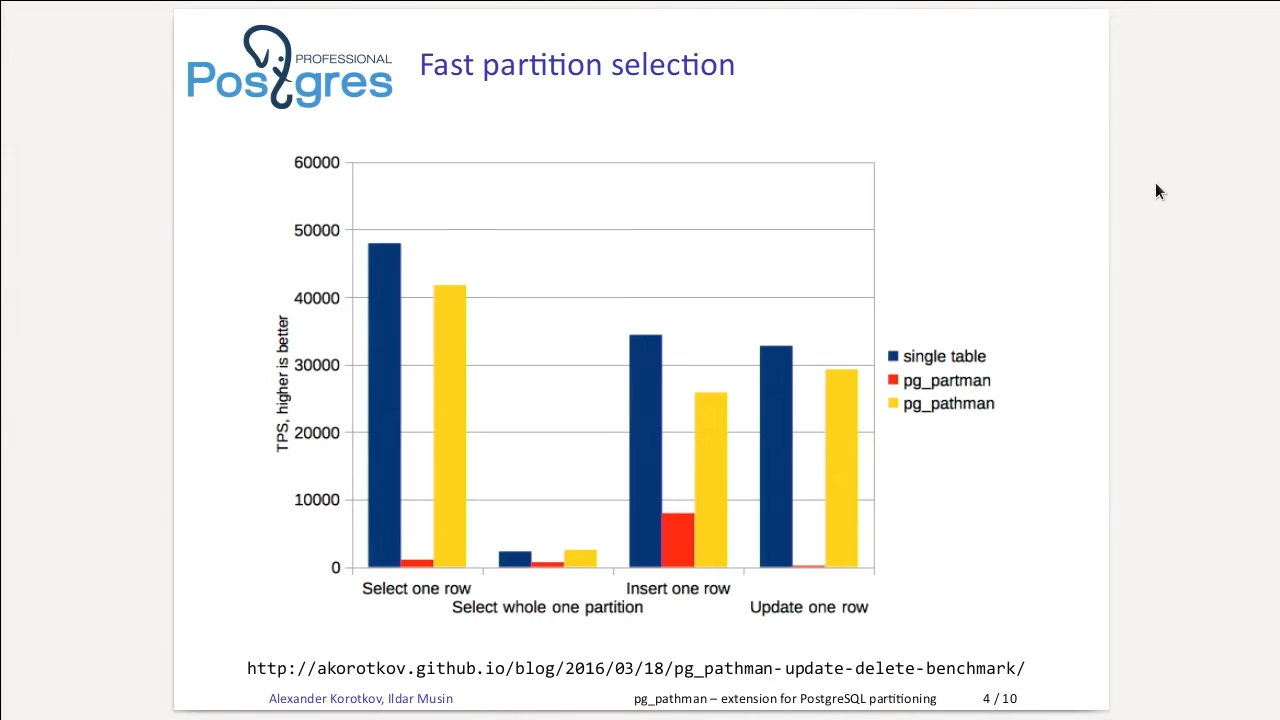 PROFESSIONAL
Postgres
Fast partition selection
60000
50000
40000
30000
20000
10000
0
TPS, higher is better
single table
pg_partman
pg_pathman
Select one row
Select whole one partition
Insert one row
Update one row
http://akorotkov.github.io/blog/2016/03/18/pg_pathman-update-delete-benchmark/
Alexander Korotkov, Ildar Musin
pg_pathman – extension for PostgreSQL partitioning
4 / 10